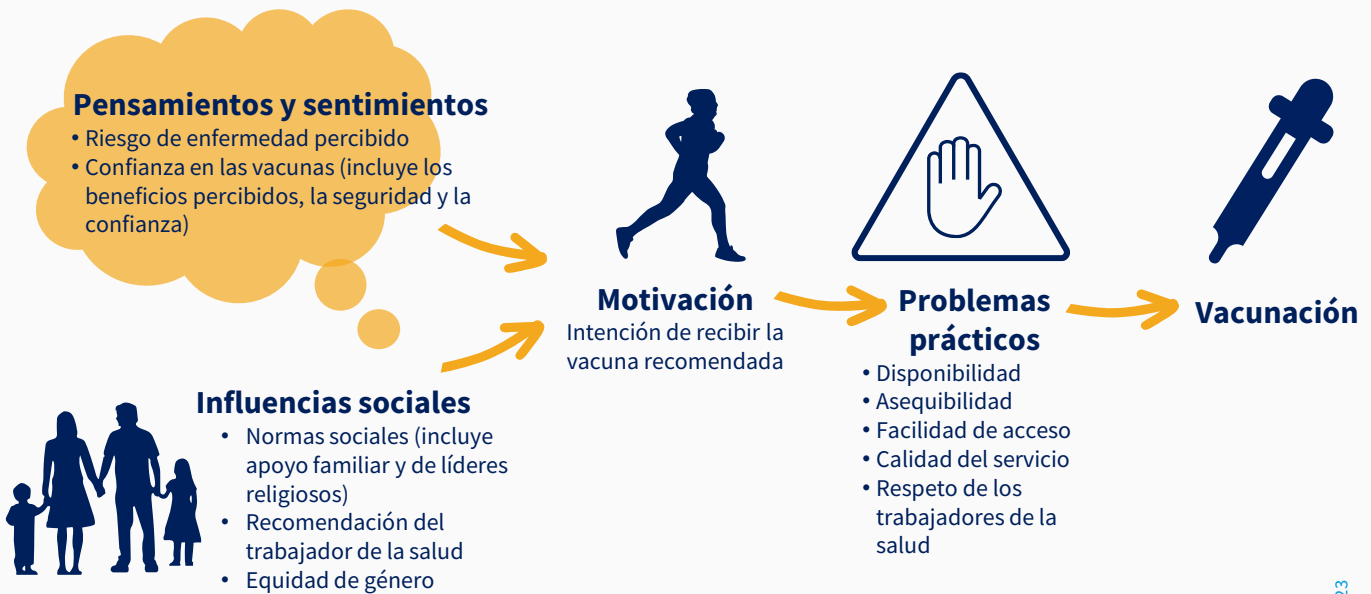 Pensamientos y sentimientos
• Riesgo de enfermedad percibido
• Confianza en las vacunas (incluye los
beneficios percibidos, la seguridad y la
confianza)
Influencias sociales
• Normas sociales (incluye
apoyo familiar y de líderes
religiosos)
• Recomendación del
trabajador de la salud
• Equidad de género
Motivación
Intención de recibir la
vacuna recomendada
Problemas
prácticos
• Disponibilidad
• Asequibilidad
• Facilidad de acceso
• Calidad del servicio
• Respeto de los
trabajadores de la
salud
Vacunación